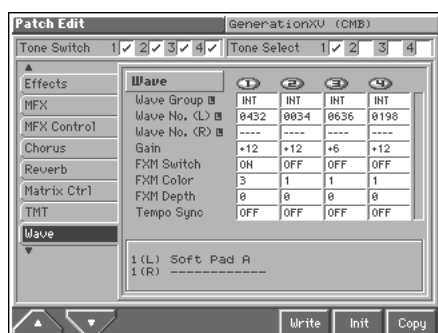 Patch Edit GenerationXV (CMB)
Tone Switch 1 ✓ 2 ✓ 3 ✓ 4 ✓ Tone Select 1 ✓ 2 3 4
Effects
MFX
MFX Control
Chorus
Reverb
Matrix Ctrl
TMT
Wave
Wave 1 2 3 4
Wave Group INT INT INT INT
Wave No. (L) 0432 0034 0636 0198
Wave No. (R) ---- ---- ---- ----
Gain +12 +12 +6 +12
FXM Switch ON OFF OFF OFF
FXM Color 3 1 1 1
FXM Depth 0 0 0 0
Tempo Sync OFF OFF OFF OFF
1(L) Soft Pad A
1(R) ------------
Write Init Copy